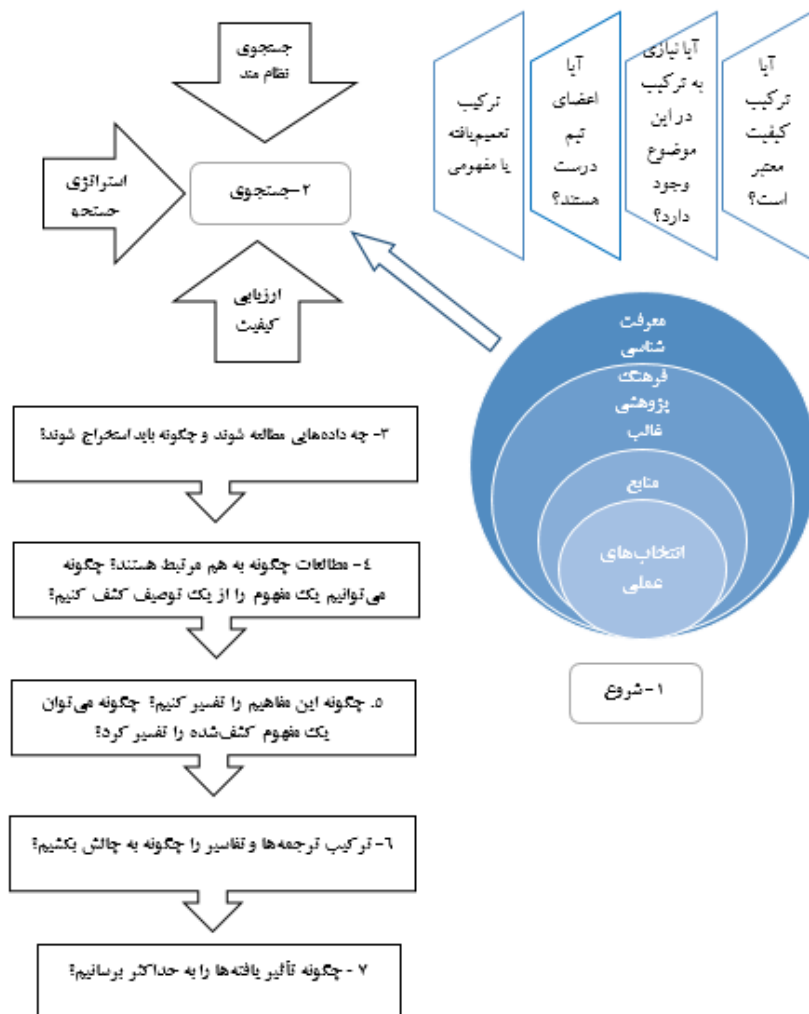 آیا
ترکیب
کیفیت
معتبر
است؟
آیا نیازی
به ترکیب
در این
موضوع
وجود
دارد؟
آیا
اعضای
تیم
درست
هستند؟
ترکیب
تعمیم‌یافته
یا مفهومی
معرفت
شناسی
فرهنگ
پژوهشی
غالب
منابع
انتخاب‌های
عملی
۱-شروع
جستجوی
نظام مند
استراتژی
جستجو
۲-جستجوی
ارزیابی
کیفیت
۳- چه داده‌هایی مطالعه شوند و چگونه باید استخراج شوند؟
۴- مطالعات چگونه به هم مرتبط هستند؟ چگونه
می‌توانیم یک مفهوم را از یک توصیف کشف کنیم؟
۵. چگونه این مفاهیم را تفسیر کنیم؟ چگونه می‌توان
یک مفهوم کشف‌شده را تفسیر کرد؟
۶- ترکیب ترجمه‌ها و تفاسیر را چگونه به چالش بکشیم؟
۷- چگونه تأثیر یافته‌ها را به حداکثر برسانیم؟